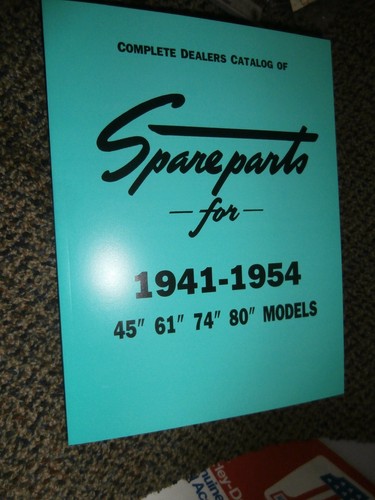 COMPLETE DEALERS CATALOG OF
Spareparts
— for —
1941-1954
45" 61" 74" 80" MODELS